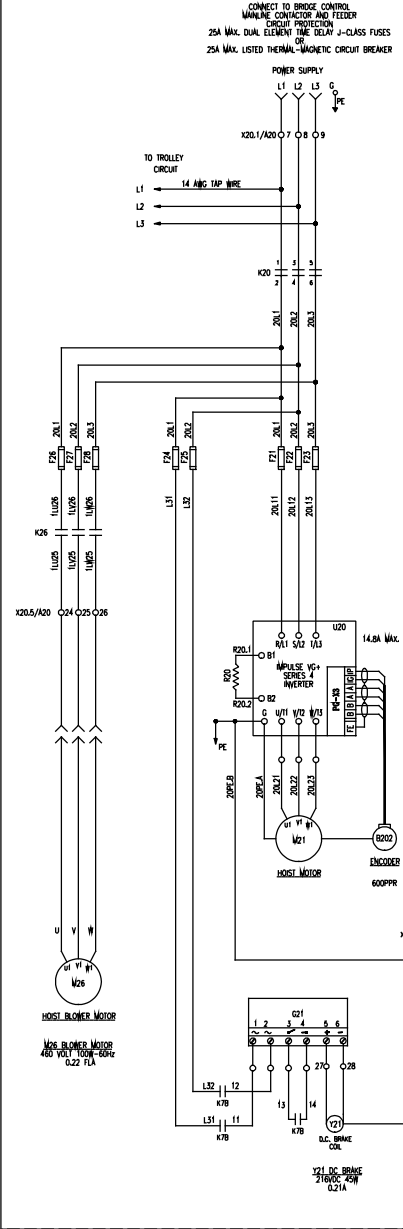 CONNECT TO BRIDGE CONTROL
MAINLINE CONTACTOR AND FEEDER
CIRCUIT PROTECTION
25A MAX. DUAL ELEMENT TIME DELAY J-CLASS FUSES
OR
25A MAX. LISTED THERMAL-MAGNETIC CIRCUIT BREAKER
POWER SUPPLY
L1 L2 L3 G
PE
X20.1/A20 7 8 9
TO TROLLEY
CIRCUIT
L1 14 AWG TAP WIRE
L2
L3
1 3 5
K20
2 4 6
20L1 20L2 20L3
20L1 20L2 20L3 20L1 20L2 20L1 20L2 20L3
F26 F27 F28 F24 F25 F21 F22 F23
1LU26 1LV26 1LW26 L31 L32 20L11 20L12 20L13
K26
1LU25 1LV25 1LW25
X20.5/A20 24 25 26
U20
14.8A MAX.
R/L1 S/L2 T/L3
R20.1 B1
R20
IMPULSE VG+
SERIES 4
INVERTER
PG-X3
IP IG A A B B FE
R20.2 B2
G U/T1 V/T2 W/T3
PE
20PE.B 20PE.A 20L21 20L22 20L23
U1 V1 W1
M21
HOIST MOTOR
B202
ENCODER
600PPR
X
U V W
U1 V1 W1
M26
HOIST BLOWER MOTOR
M26 BLOWER MOTOR
460 VOLT 100W-60Hz
0.22 FLA
G21
1 2 3 4 5 6
27 28
L32 12
K7B
13 14
K7B
L31 11
K7B
Y21
D.C. BRAKE
COIL
Y21 DC BRAKE
216VDC 45W
0.21A